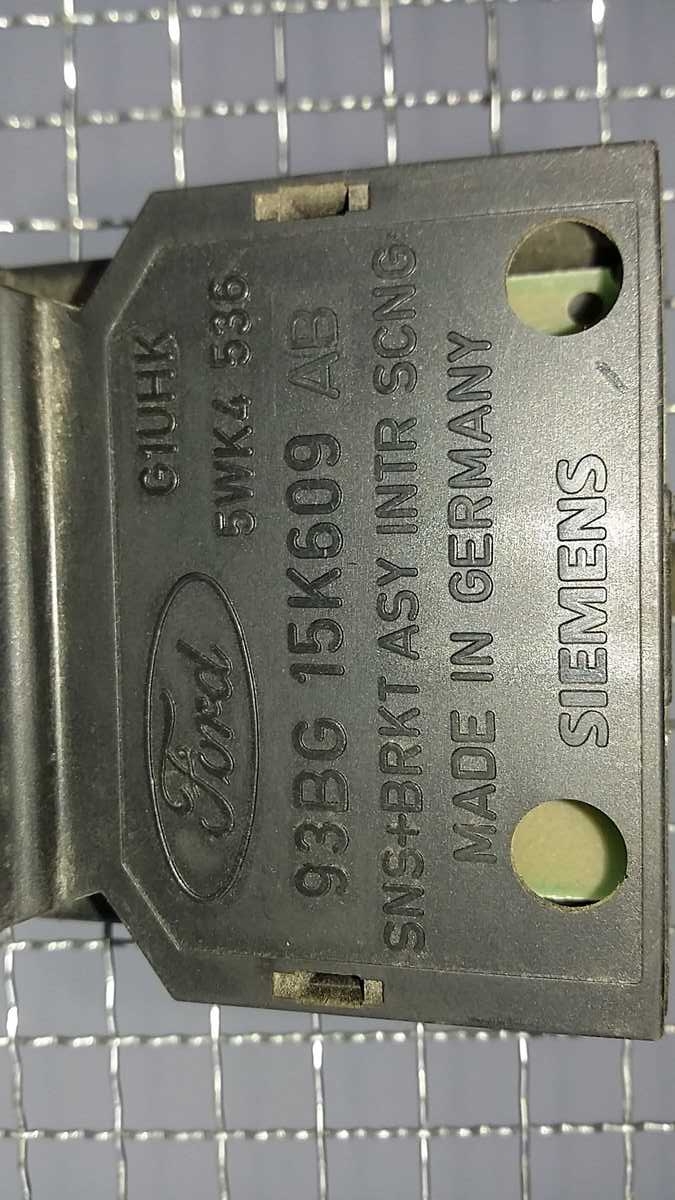 G1UHK
5WK4 536
Ford
93BG 15K609 AB
SNS+BRKT ASY INTR SCNG
MADE IN GERMANY
SIEMENS